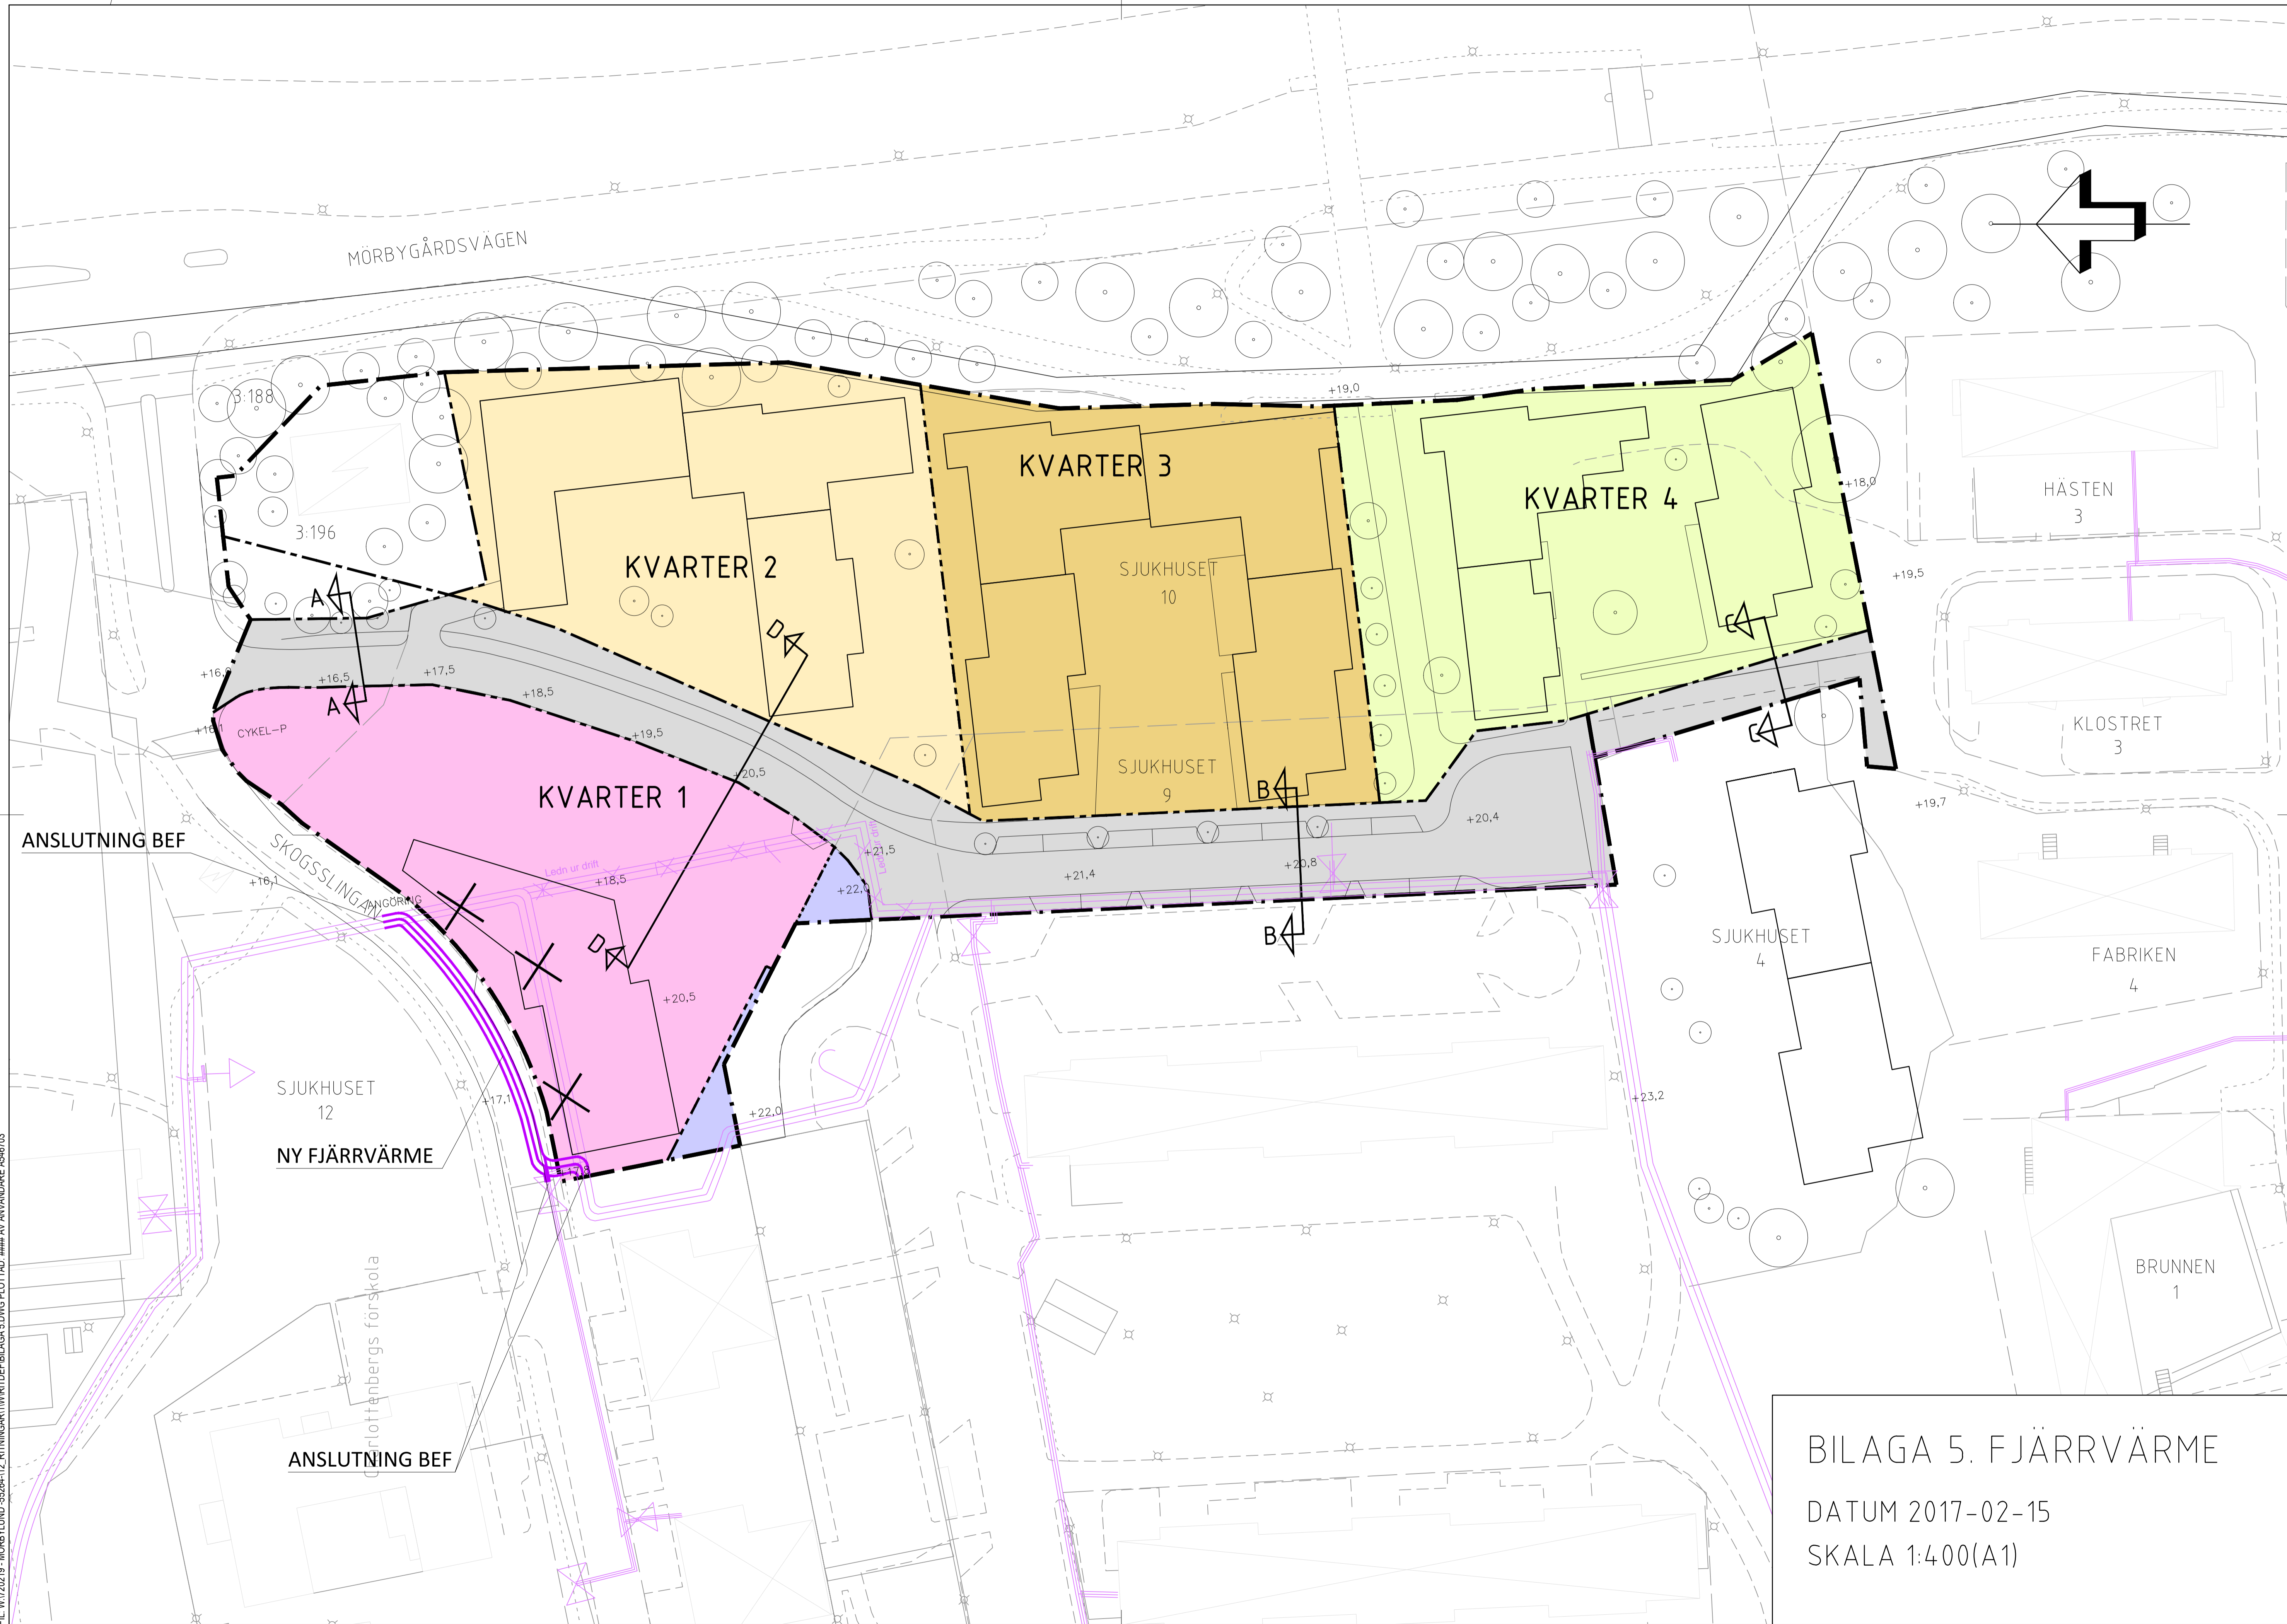 MÖRBYGÅRDSVÄGEN
3:188
3:196
+19,0
KVARTER 3
KVARTER 4
+18,0
HÄSTEN
3
KVARTER 2
SJUKHUSET
10
+19,5
A
A
D
C
C
+16,5
+17,5
+18,5
CYKEL-P
+19,5
+20,5
KLOSTRET
3
SJUKHUSET
9
B
B
KVARTER 1
+19,7
+20,4
ANSLUTNING BEF
SKOGSSLINGAN
+16,1
ANGÖRING
Ledn ur drift
Ledn ur drift
+18,5
+21,5
+22,0
+21,4
+20,8
D
+20,5
SJUKHUSET
4
FABRIKEN
4
SJUKHUSET
12
+17,1
+22,0
+23,2
NY FJÄRRVÄRME
BRUNNEN
1
ANSLUTNING BEF
BILAGA 5. FJÄRRVÄRME
DATUM 2017-02-15
SKALA 1:400(A1)